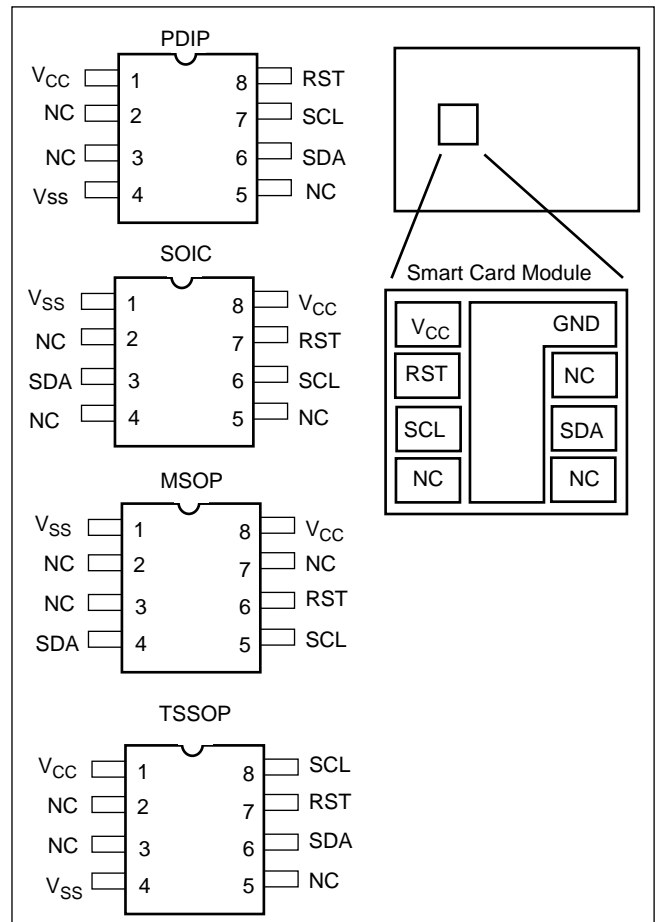 PDIP
VCC 1 8 RST
NC 2 7 SCL
NC 3 6 SDA
Vss 4 5 NC
SOIC
VSS 1 8 VCC
NC 2 7 RST
SDA 3 6 SCL
NC 4 5 NC
MSOP
VSS 1 8 VCC
NC 2 7 NC
NC 3 6 RST
SDA 4 5 SCL
TSSOP
VCC 1 8 SCL
NC 2 7 RST
NC 3 6 SDA
VSS 4 5 NC
Smart Card Module
VCC GND
RST NC
SCL SDA
NC NC